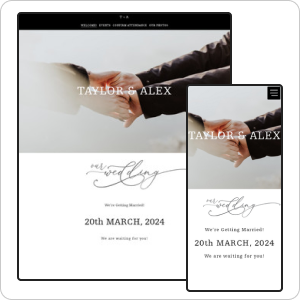 T & A
WELCOME! EVENTS CONFIRM ATTENDANCE OUR PHOTOS
TAYLOR & ALEX
our
wedding
We're Getting Married!
20th MARCH, 2024
We are waiting for you!
TAYLOR & ALEX
our
wedding
We're Getting Married!
20th MARCH, 2024
We are waiting for you!